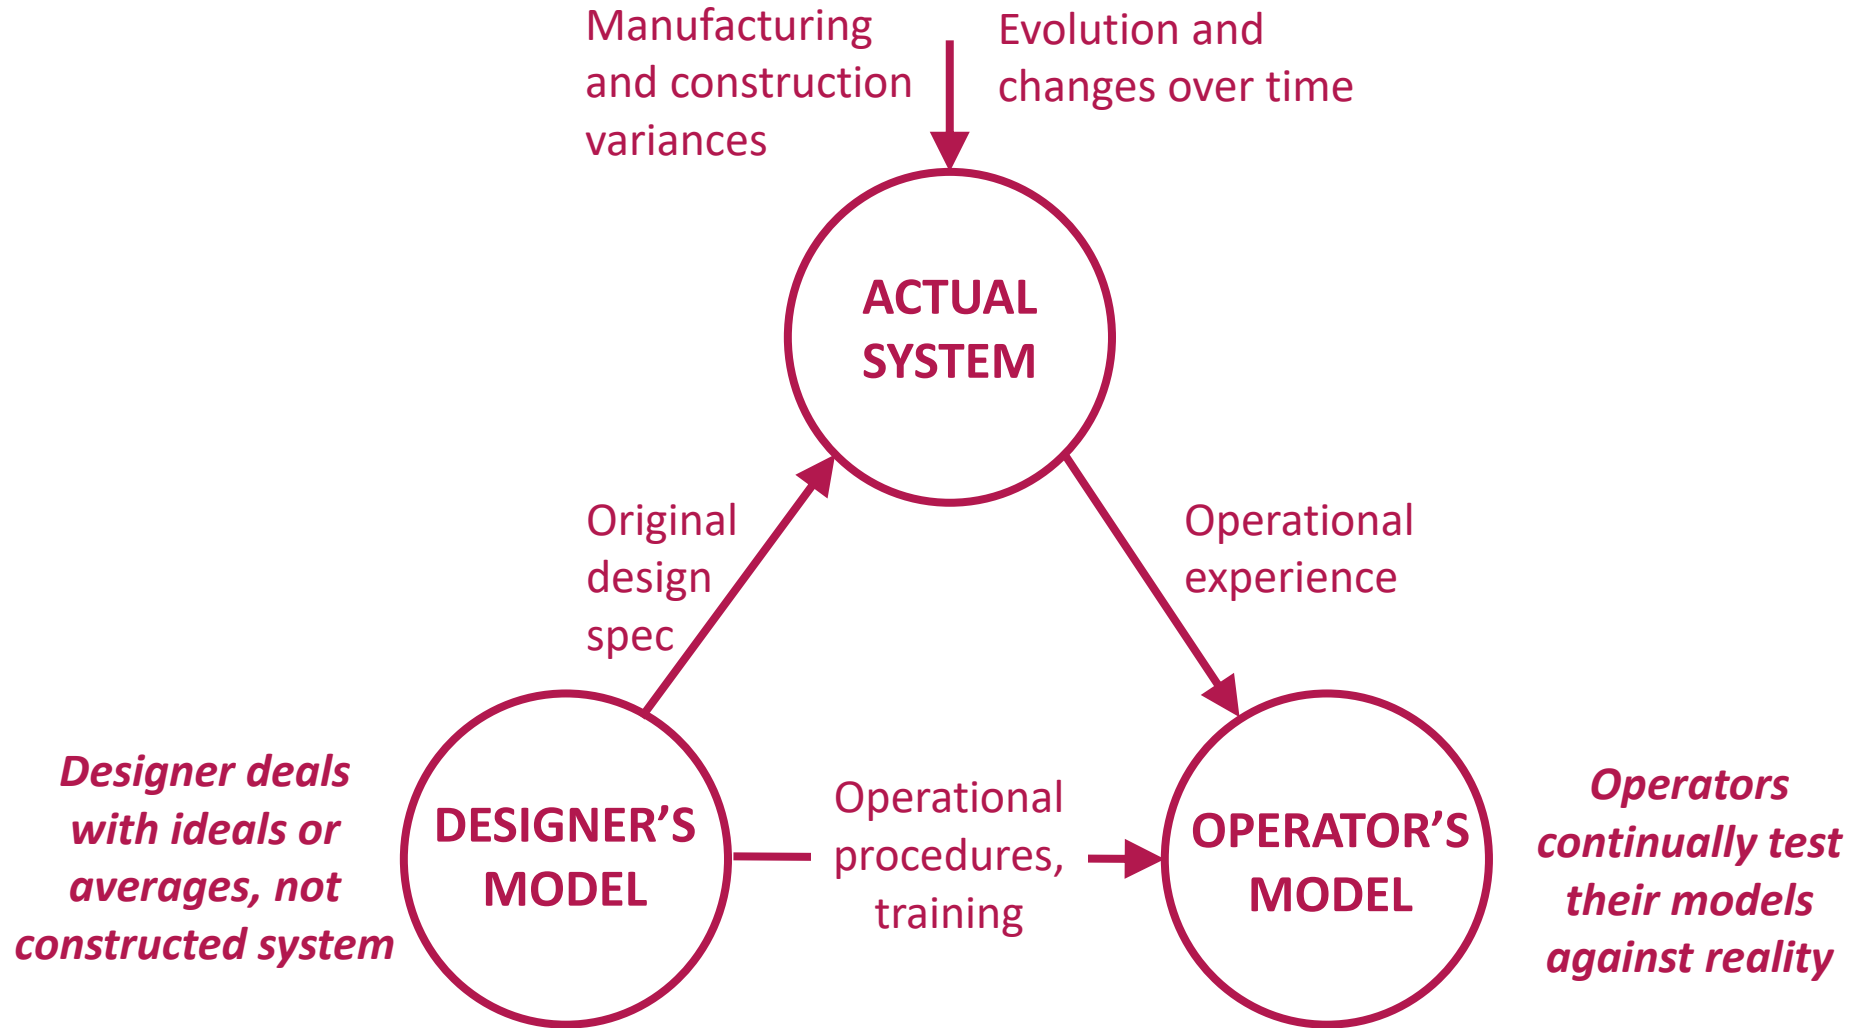 Manufacturing
and construction
variances
Evolution and
changes over time
ACTUAL
SYSTEM
Original
design
spec
Operational
experience
Designer deals
with ideals or
averages, not
constructed system
DESIGNER’S
MODEL
Operational
procedures,
training
OPERATOR’S
MODEL
Operators
continually test
their models
against reality